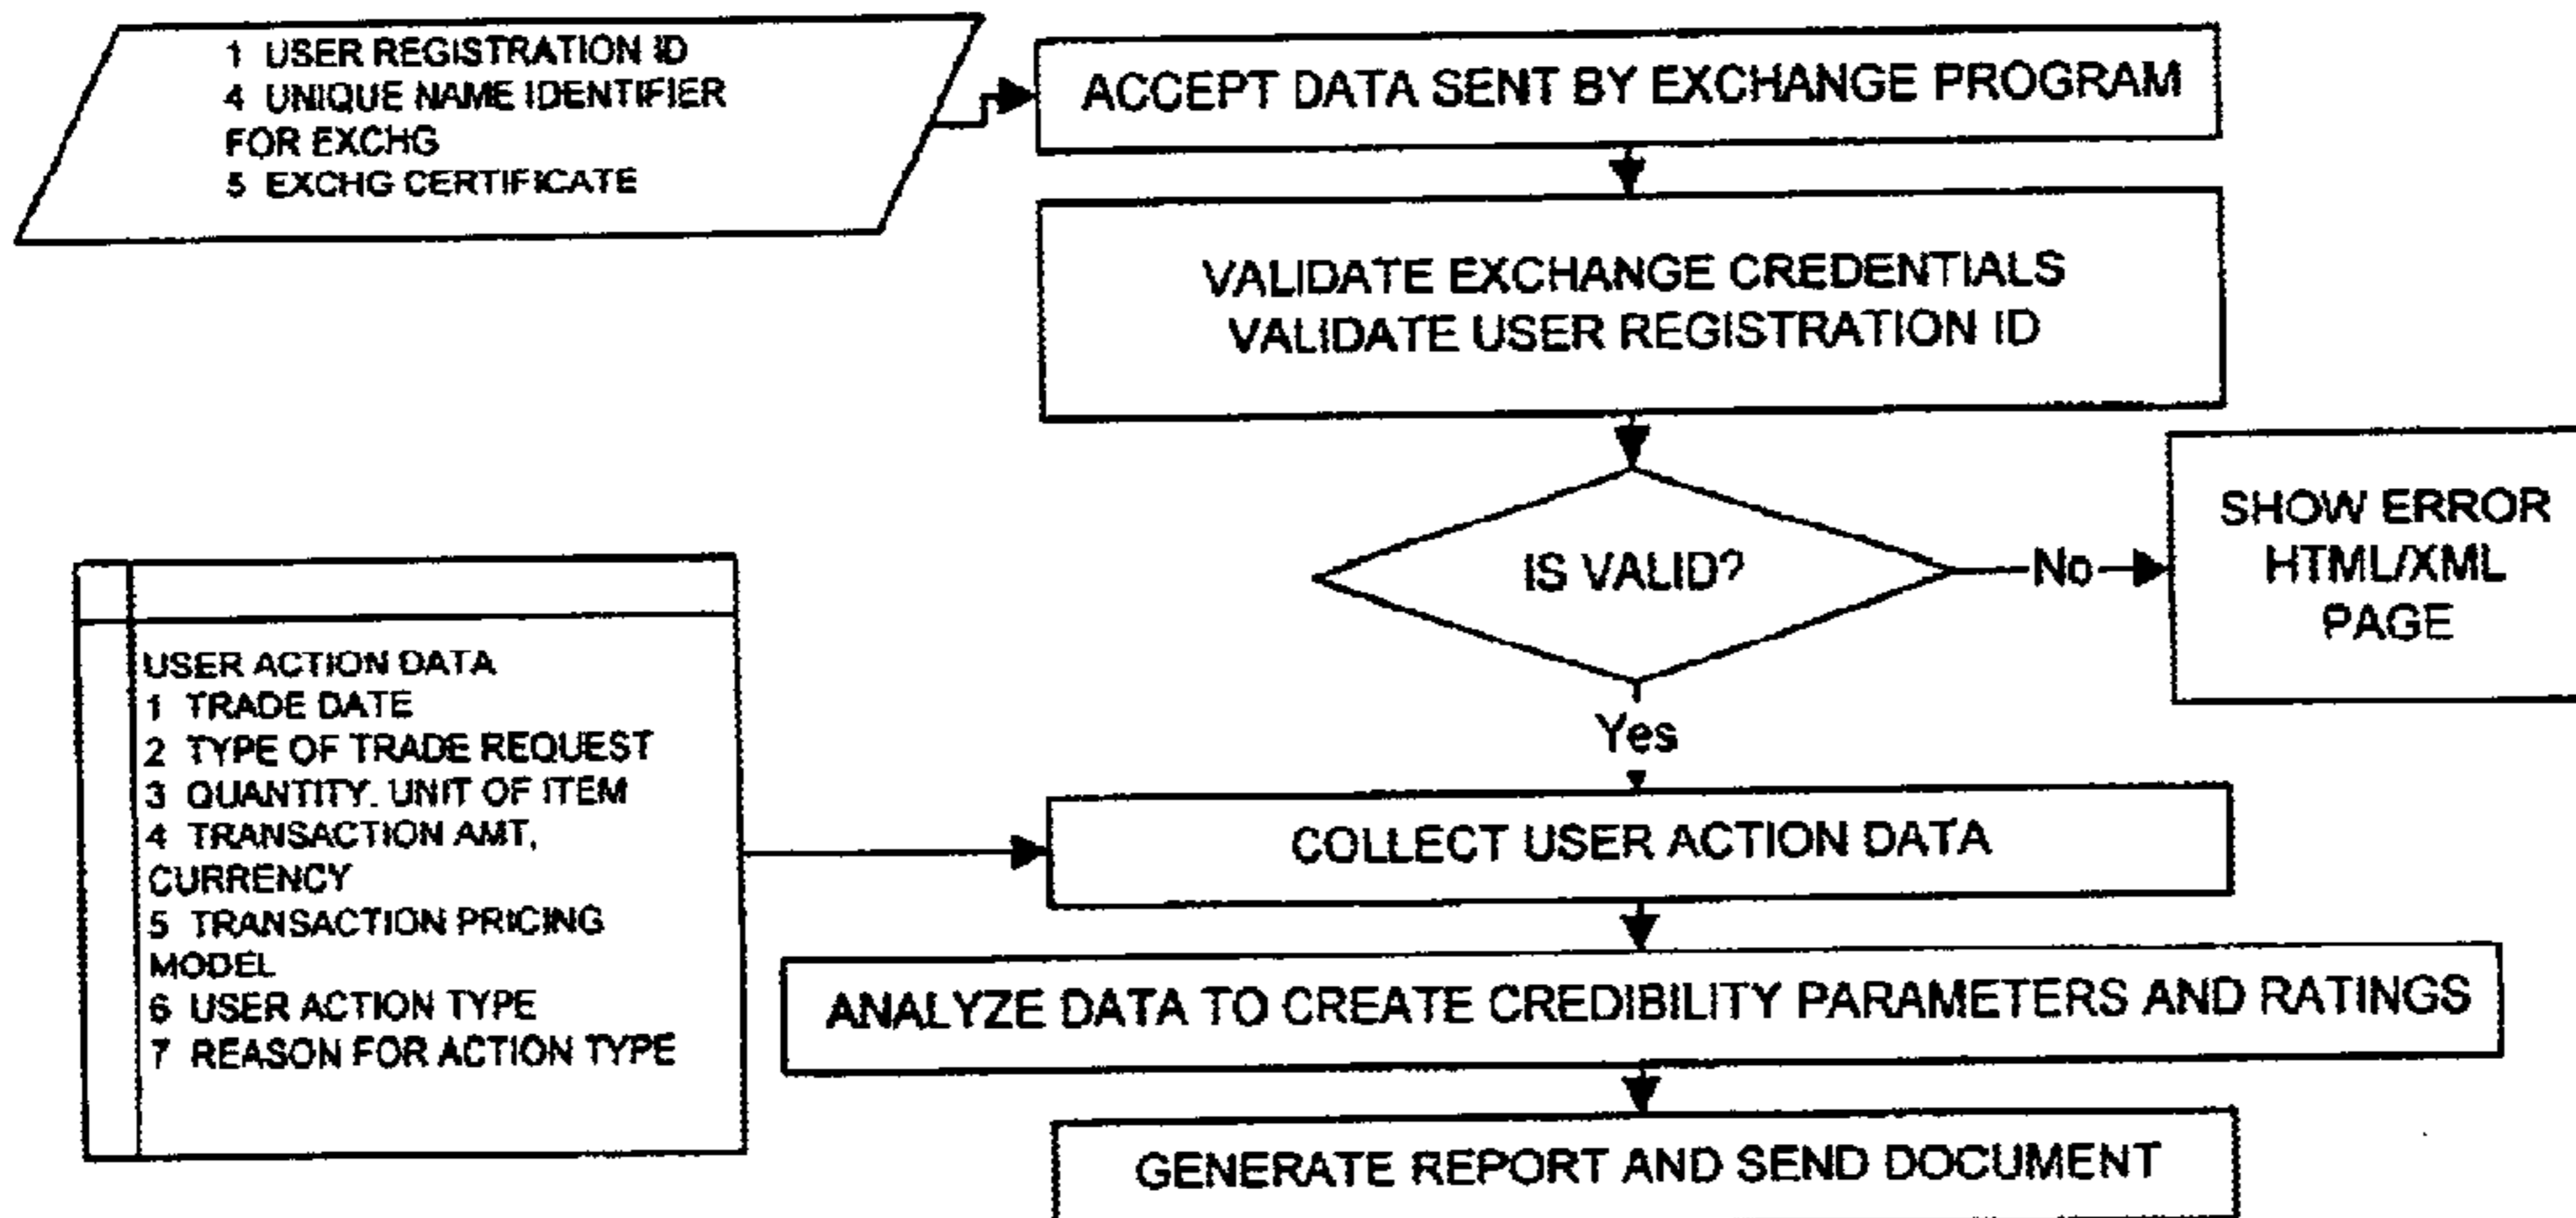 1 USER REGISTRATION ID
4 UNIQUE NAME IDENTIFIER
FOR EXCHG
5 EXCHG CERTIFICATE
ACCEPT DATA SENT BY EXCHANGE PROGRAM
VALIDATE EXCHANGE CREDENTIALS
VALIDATE USER REGISTRATION ID
IS VALID?
No
SHOW ERROR
HTML/XML
PAGE
Yes
USER ACTION DATA
1 TRADE DATE
2 TYPE OF TRADE REQUEST
3 QUANTITY. UNIT OF ITEM
4 TRANSACTION AMT,
CURRENCY
5 TRANSACTION PRICING
MODEL
6 USER ACTION TYPE
7 REASON FOR ACTION TYPE
COLLECT USER ACTION DATA
ANALYZE DATA TO CREATE CREDIBILITY PARAMETERS AND RATINGS
GENERATE REPORT AND SEND DOCUMENT